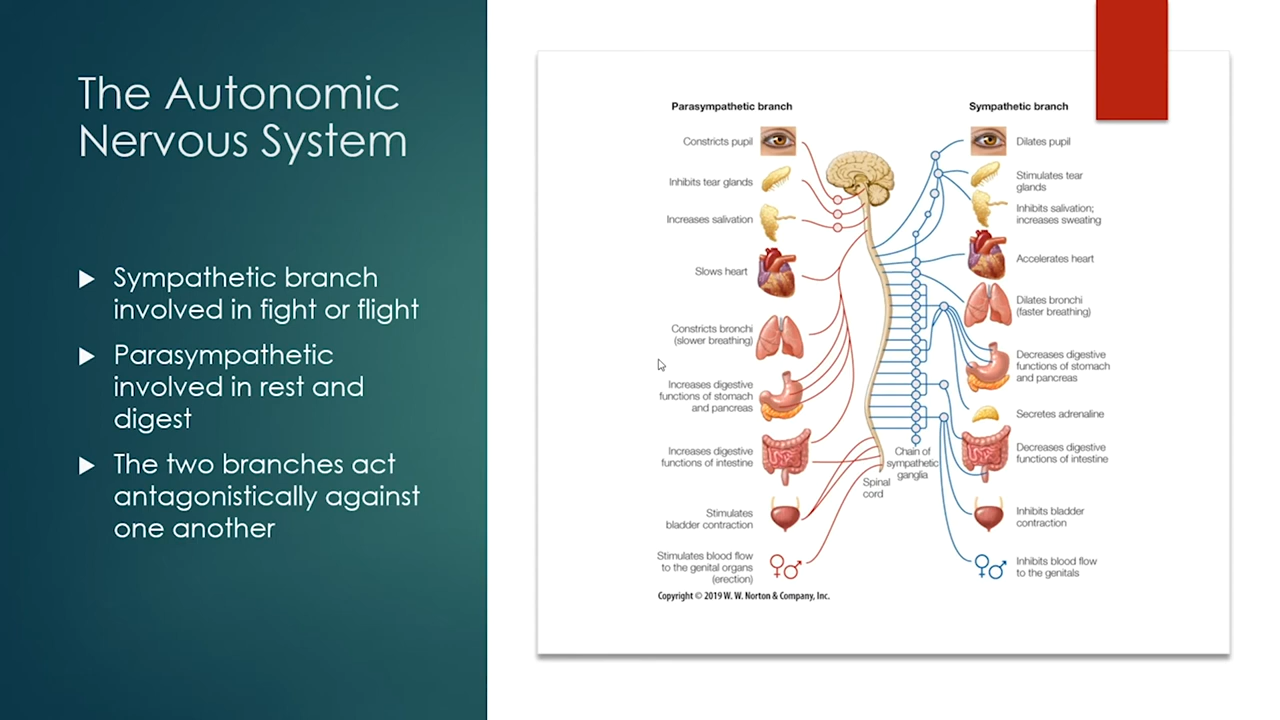 The Autonomic
Nervous System
Sympathetic branch
involved in fight or flight
Parasympathetic
involved in rest and
digest
The two branches act
antagonistically against
one another
Parasympathetic branch
Constricts pupil
Inhibits tear glands
Increases salivation
Slows heart
Constricts bronchi
(slower breathing)
Increases digestive
functions of stomach
and pancreas
Increases digestive
functions of intestine
Stimulates
bladder contraction
Stimulates blood flow
to the genital organs
(erection)
Spinal
cord
Chain of
sympathetic
ganglia
Sympathetic branch
Dilates pupil
Stimulates tear
glands
Inhibits salivation;
increases sweating
Accelerates heart
Dilates bronchi
(faster breathing)
Decreases digestive
functions of stomach
and pancreas
Secretes adrenaline
Decreases digestive
functions of intestine
Inhibits bladder
contraction
Inhibits blood flow
to the genitals
Copyright © 2019 W. W. Norton & Company, Inc.